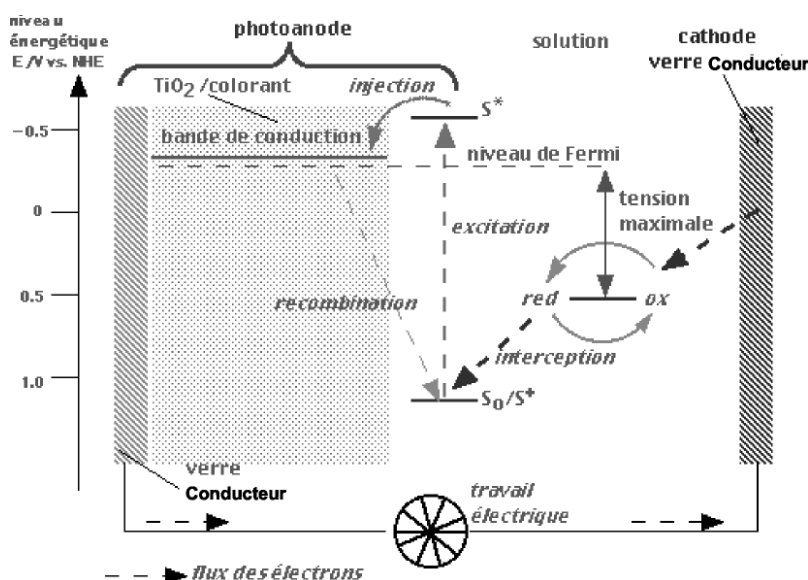 niveau
énergétique
E /V vs. NHE
photoanode
solution
cathode
verre Conducteur
TiO2 /colorant
injection
S*
−0.5
bande de conduction
niveau de Fermi
0
tension
maximale
excitation
0.5
recombination
red
ox
interception
1.0
S0/S+
verre
Conducteur
travail
électrique
flux des électrons